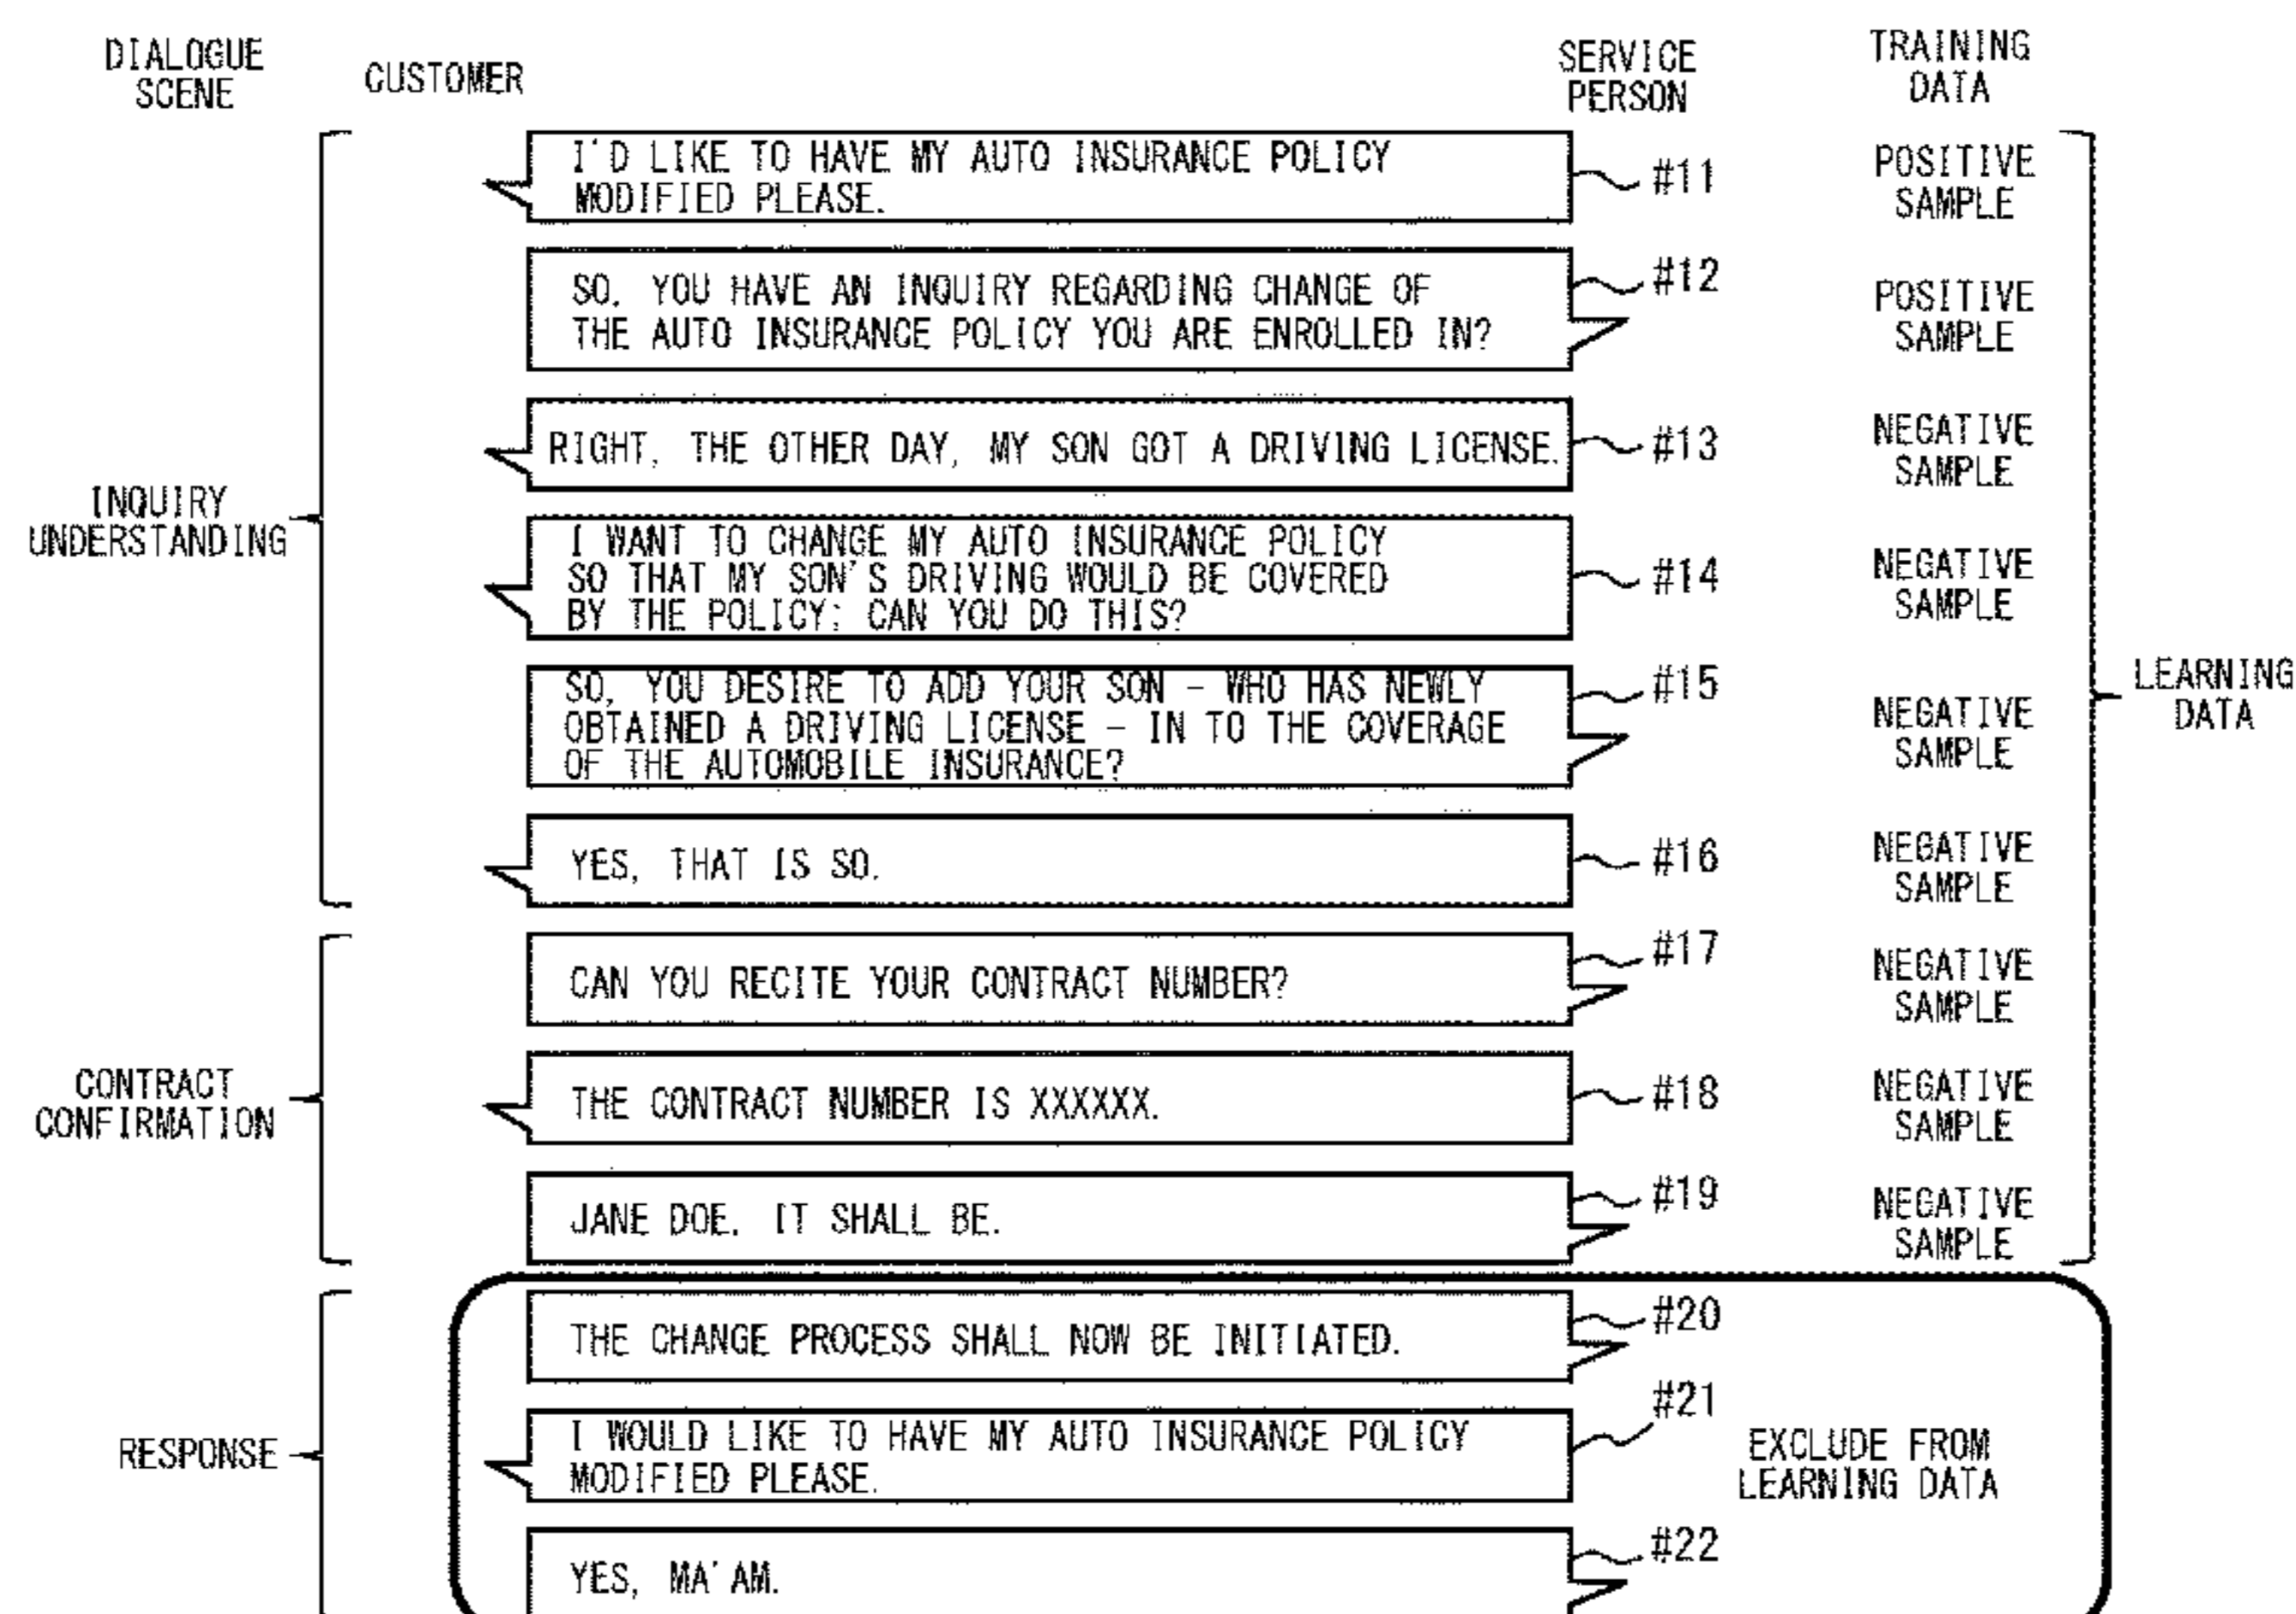 DIALOGUE
SCENE
CUSTOMER
SERVICE
PERSON
TRAINING
DATA
I'D LIKE TO HAVE MY AUTO INSURANCE POLICY
MODIFIED PLEASE.
#11
POSITIVE
SAMPLE
SO, YOU HAVE AN INQUIRY REGARDING CHANGE OF
THE AUTO INSURANCE POLICY YOU ARE ENROLLED IN?
#12
POSITIVE
SAMPLE
RIGHT, THE OTHER DAY, MY SON GOT A DRIVING LICENSE.
#13
NEGATIVE
SAMPLE
INQUIRY
UNDERSTANDING
I WANT TO CHANGE MY AUTO INSURANCE POLICY
SO THAT MY SON'S DRIVING WOULD BE COVERED
BY THE POLICY; CAN YOU DO THIS?
#14
NEGATIVE
SAMPLE
SO, YOU DESIRE TO ADD YOUR SON - WHO HAS NEWLY
OBTAINED A DRIVING LICENSE - IN TO THE COVERAGE
OF THE AUTOMOBILE INSURANCE?
#15
NEGATIVE
SAMPLE
LEARNING
DATA
YES, THAT IS SO.
#16
NEGATIVE
SAMPLE
CAN YOU RECITE YOUR CONTRACT NUMBER?
#17
NEGATIVE
SAMPLE
CONTRACT
CONFIRMATION
THE CONTRACT NUMBER IS XXXXXX.
#18
NEGATIVE
SAMPLE
JANE DOE, IT SHALL BE.
#19
NEGATIVE
SAMPLE
THE CHANGE PROCESS SHALL NOW BE INITIATED.
#20
RESPONSE
I WOULD LIKE TO HAVE MY AUTO INSURANCE POLICY
MODIFIED PLEASE.
#21
EXCLUDE FROM
LEARNING DATA
YES, MA'AM.
#22